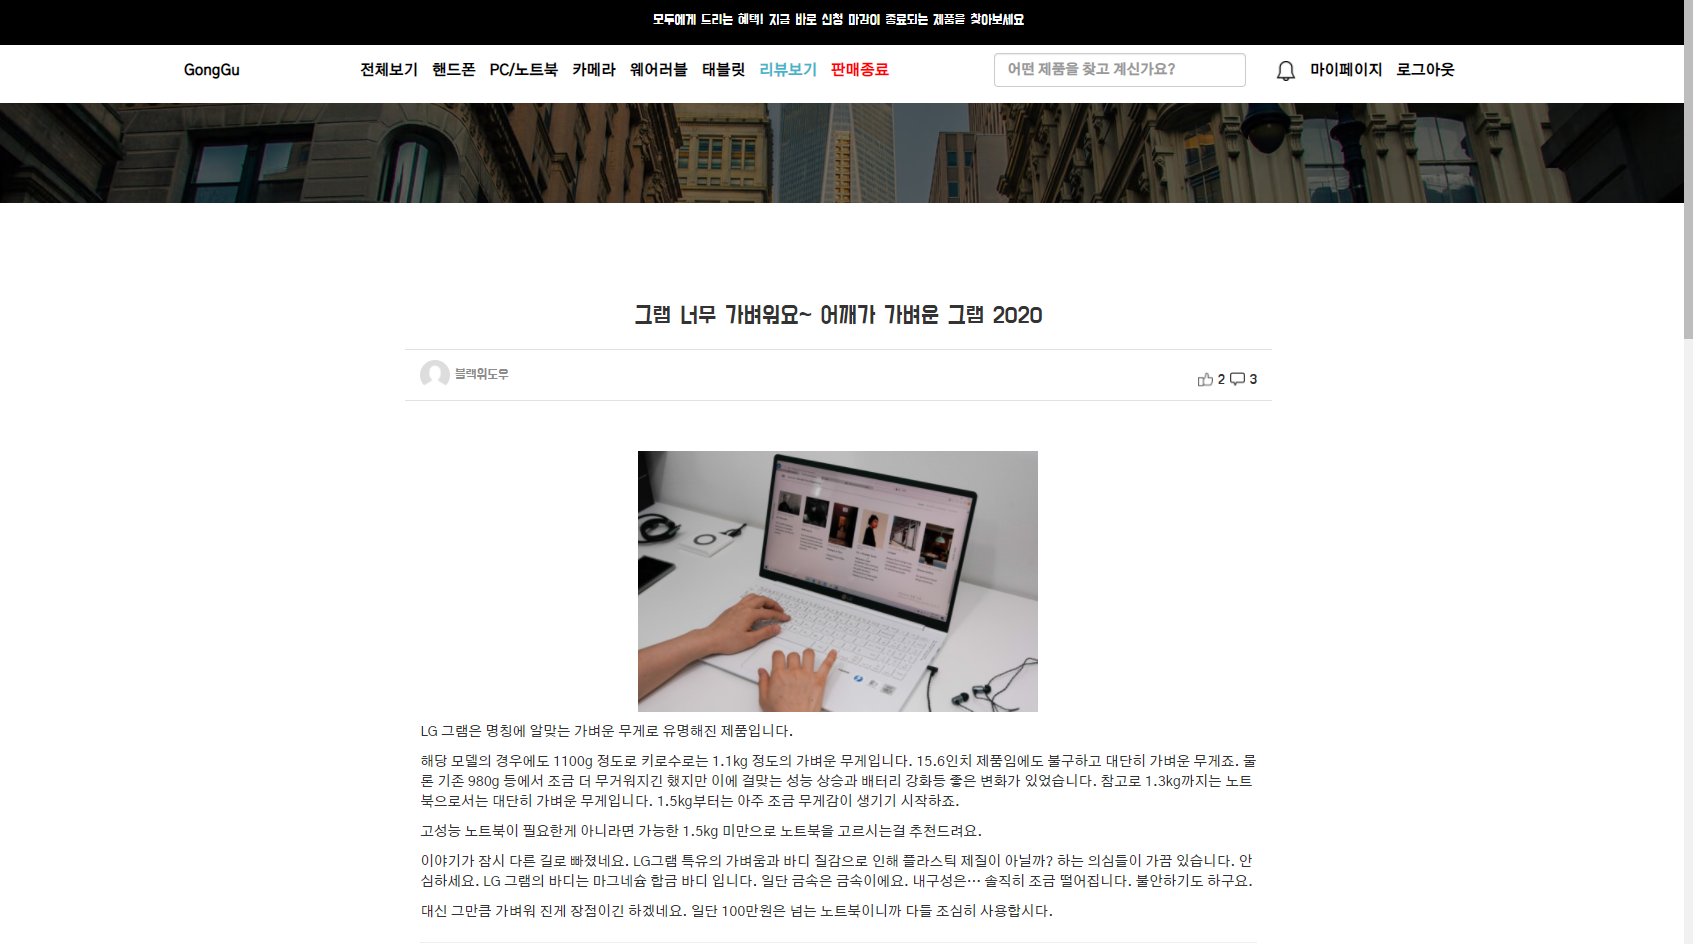 모두에게 드리는 혜택! 지금 바로 신청 마감이 종료되는 제품을 찾아보세요
GongGu 전체보기 핸드폰 PC/노트북 카메라 웨어러블 태블릿 리뷰보기 판매종료 어떤 제품을 찾고 계신가요? 마이페이지 로그아웃
그램 너무 가벼워요~ 어깨가 가벼운 그램 2020
블랙위도우 2 3
LG 그램은 명칭에 알맞는 가벼운 무게로 유명해진 제품입니다.
해당 모델의 경우에도 1100g 정도로 키로수로는 1.1kg 정도의 가벼운 무게입니다. 15.6인치 제품임에도 불구하고 대단히 가벼운 무게죠. 물
론 기존 980g 등에서 조금 더 무거워지긴 했지만 이에 걸맞는 성능 상승과 배터리 강화등 좋은 변화가 있었습니다. 참고로 1.3kg까지는 노트
북으로서는 대단히 가벼운 무게입니다. 1.5kg부터는 아주 조금 무게감이 생기기 시작하죠.
고성능 노트북이 필요한게 아니라면 가능한 1.5kg 미만으로 노트북을 고르시는걸 추천드려요.
이야기가 잠시 다른 길로 빠졌네요. LG그램 특유의 가벼움과 바디 질감으로 인해 플라스틱 제질이 아닐까? 하는 의심들이 가끔 있습니다. 안
심하세요. LG 그램의 바디는 마그네슘 합금 바디 입니다. 일단 금속은 금속이에요. 내구성은… 솔직히 조금 떨어집니다. 불안하기도 하구요.
대신 그만큼 가벼워 진게 장점이긴 하겠네요. 일단 100만원은 넘는 노트북이니까 다들 조심히 사용합시다.